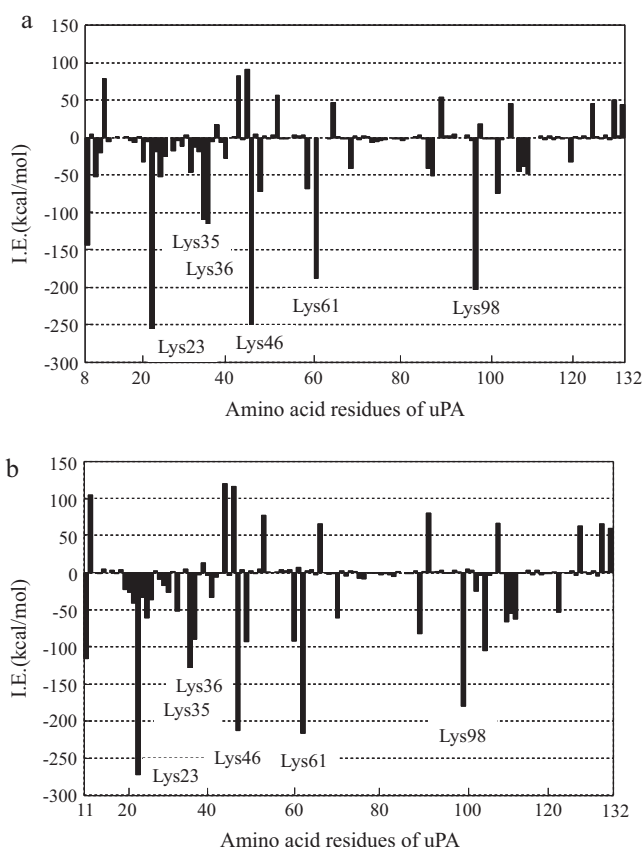 a
150
100
50
0
-50
-100
-150
-200
-250
-300
I.E.(kcal/mol)
Lys35
Lys36
Lys61
Lys98
Lys23
Lys46
8 20 40 60 80 100 120 132
Amino acid residues of uPA
b
150
100
50
0
-50
-100
-150
-200
-250
-300
I.E.(kcal/mol)
Lys36
Lys35
Lys46
Lys61
Lys98
Lys23
11 20 40 60 80 100 120 132
Amino acid residues of uPA